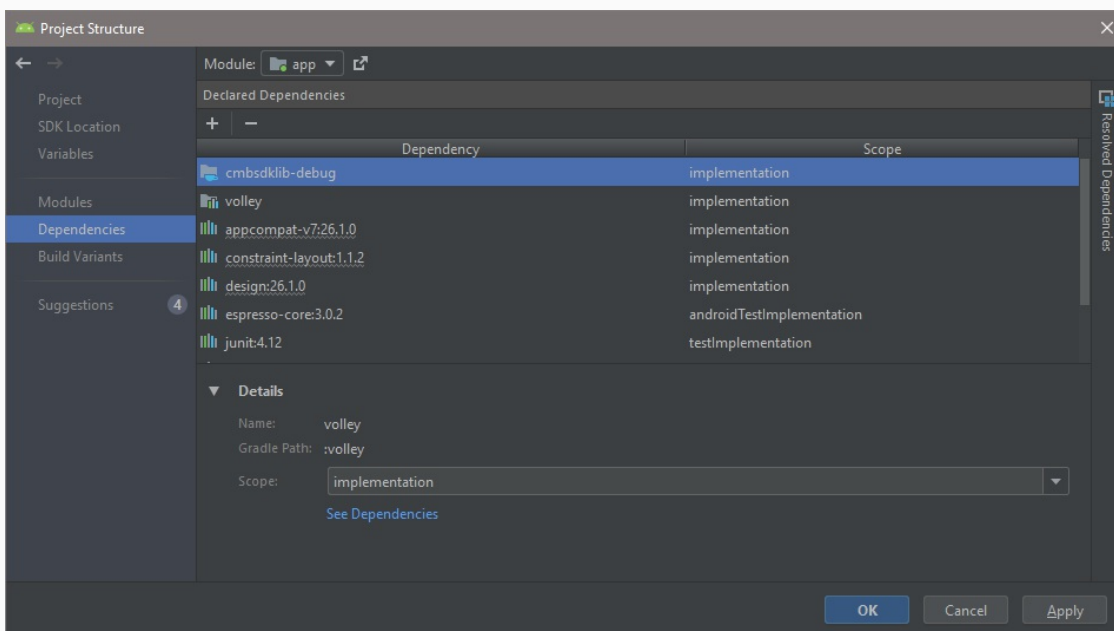 Project Structure
Module: app
Project
SDK Location
Variables
Modules
Dependencies
Build Variants
Suggestions 4
Declared Dependencies
Dependency Scope
cmbsdklib-debug implementation
volley implementation
appcompat-v7:26.1.0 implementation
constraint-layout:1.1.2 implementation
design:26.1.0 implementation
espresso-core:3.0.2 androidTestImplementation
junit:4.12 testImplementation
Details
Name: volley
Gradle Path: :volley
Scope: implementation
See Dependencies
Resolved Dependencies
OK Cancel Apply